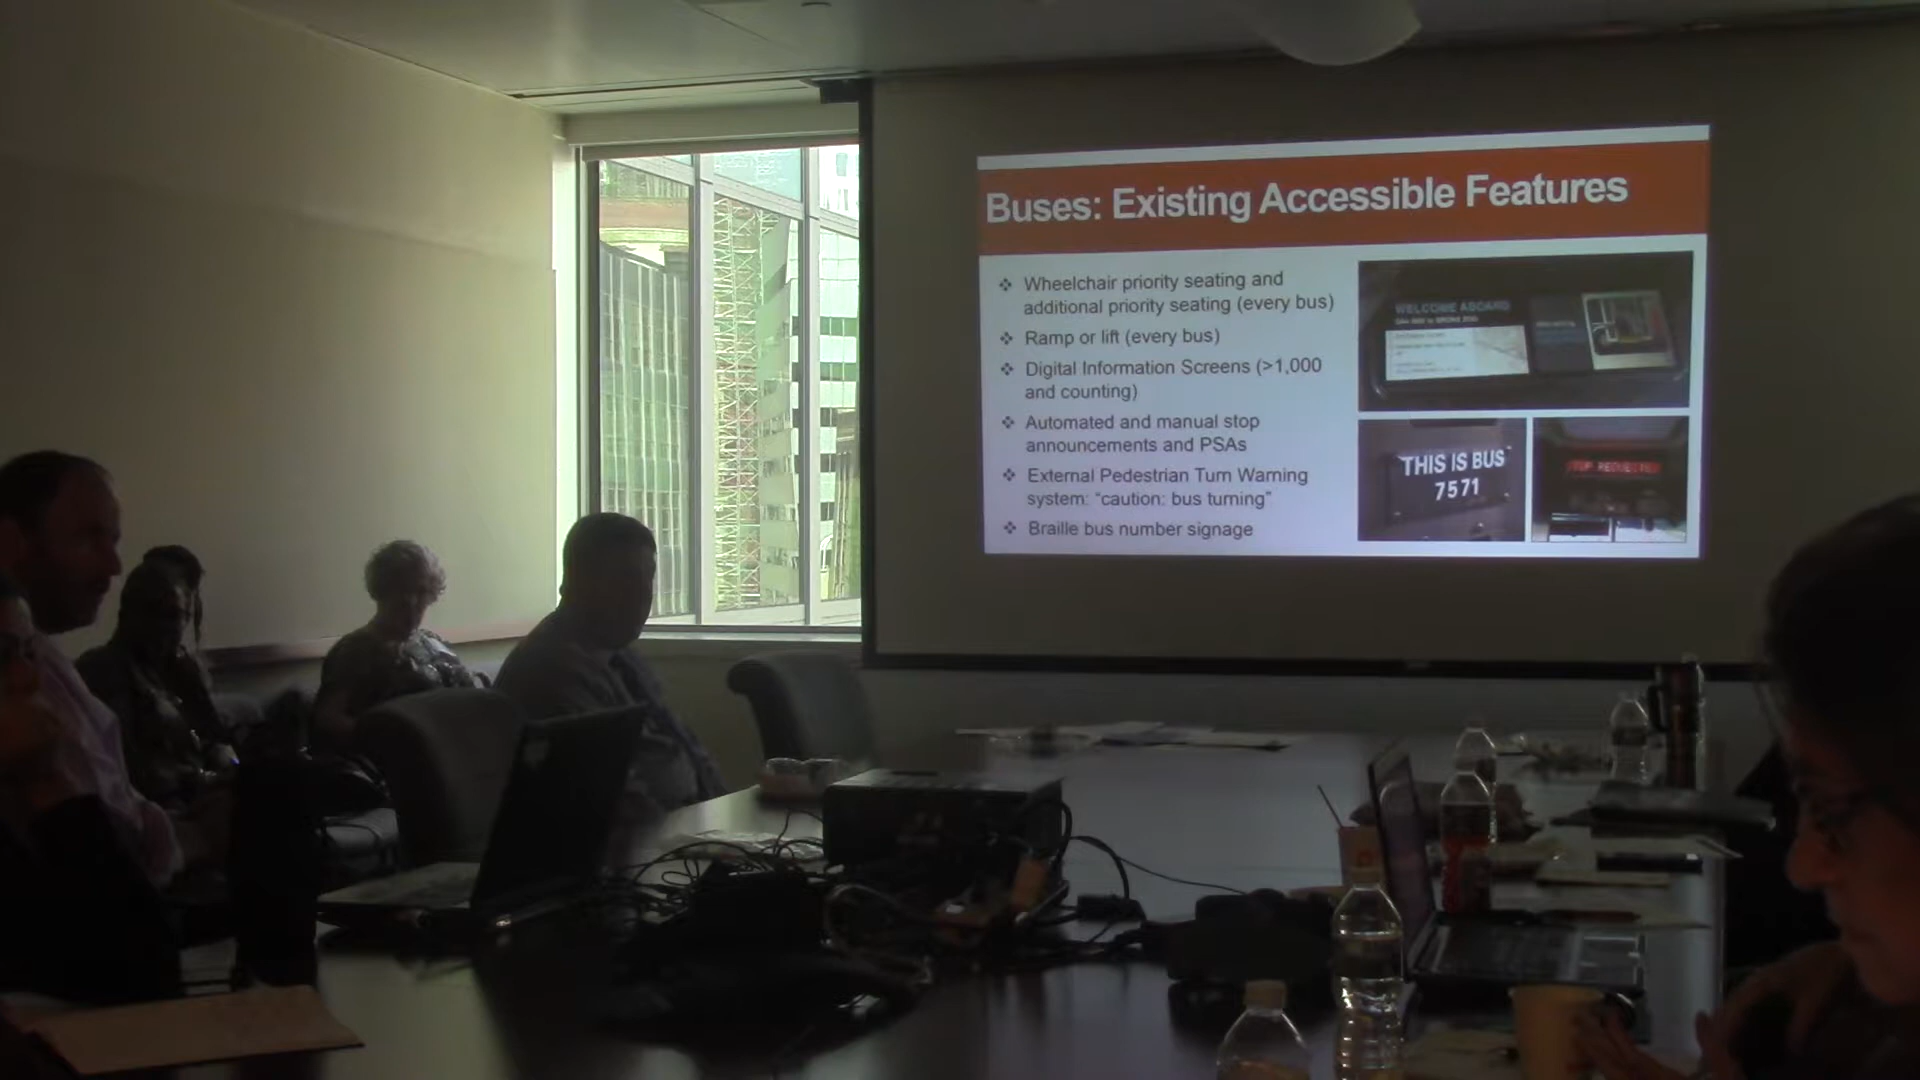 Buses: Existing Accessible Features
❖ Wheelchair priority seating and
additional priority seating (every bus)
❖ Ramp or lift (every bus)
❖ Digital Information Screens (>1,000
and counting)
❖ Automated and manual stop
announcements and PSAs
❖ External Pedestrian Turn Warning
system: “caution: bus turning”
❖ Braille bus number signage
WELCOME ABOARD
THIS IS BUS
7571